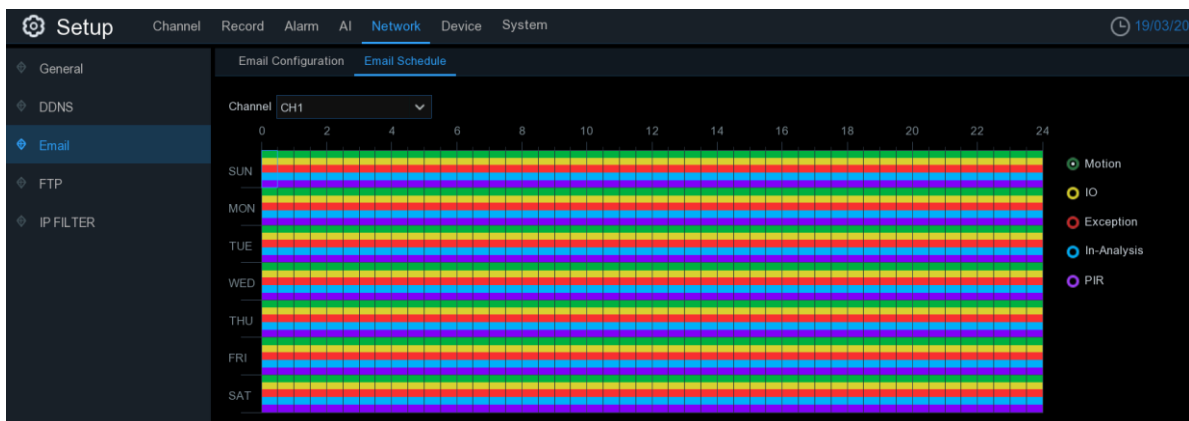 Setup Channel Record Alarm AI Network Device System 19/03/20
General
DDNS
Email
FTP
IP FILTER
Email Configuration Email Schedule
Channel CH1
0 2 4 6 8 10 12 14 16 18 20 22 24
SUN
MON
TUE
WED
THU
FRI
SAT
Motion
IO
Exception
In-Analysis
PIR